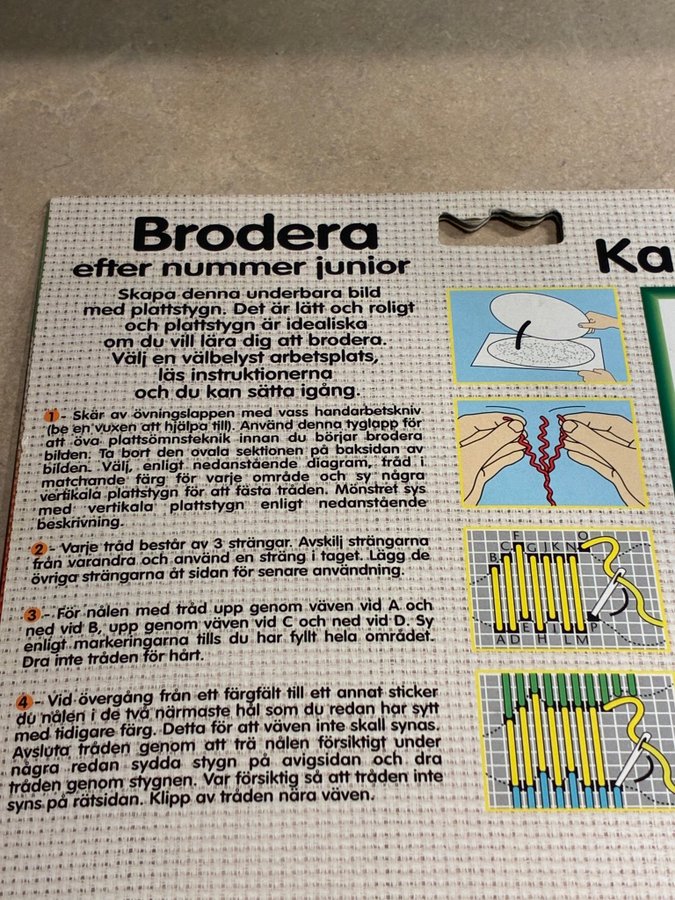 Brodera
efter nummer junior
Skapa denna underbara bild
med plattstygn. Det är lätt och roligt
och plattstygn är idealiska
om du vill lära dig att brodera.
Välj en välbelyst arbetsplats,
läs instruktionerna
och du kan sätta igång.
1 - Skär av övningslappen med vass handarbetskniv
(be en vuxen att hjälpa till). Använd denna tyglapp för
att öva plattsömnsteknik innan du börjar brodera
bilden. Ta bort den ovala sektionen på baksidan av
bilden. Välj, enligt nedanstående diagram, tråd i
matchande färg för varje område och sy några
vertikala plattstygn för att fästa tråden. Mönstret sys
med vertikala plattstygn enligt nedanstående
beskrivning.
2 - Varje tråd består av 3 strängar. Avskilj strängarna
från varandra och använd en sträng i taget. Lägg de
övriga strängarna åt sidan för senare användning.
3 - För nålen med tråd upp genom väven vid A och
ned vid B, upp genom väven vid C och ned vid D. Sy
enligt markeringarna tills du har fyllt hela området.
Dra inte tråden för hårt.
4 - Vid övergång från ett färgfält till ett annat sticker
du nålen i de två närmaste hål som du redan har sytt
med tidigare färg. Detta för att väven inte skall synas.
Avsluta tråden genom att trä nålen försiktigt under
några redan sydda stygn på avigsidan och dra
tråden genom stygnen. Var försiktig så att tråden inte
syns på rätsidan. Klipp av tråden nära väven.
Ka
F
C G I K N O
B
E I P
A D H L M